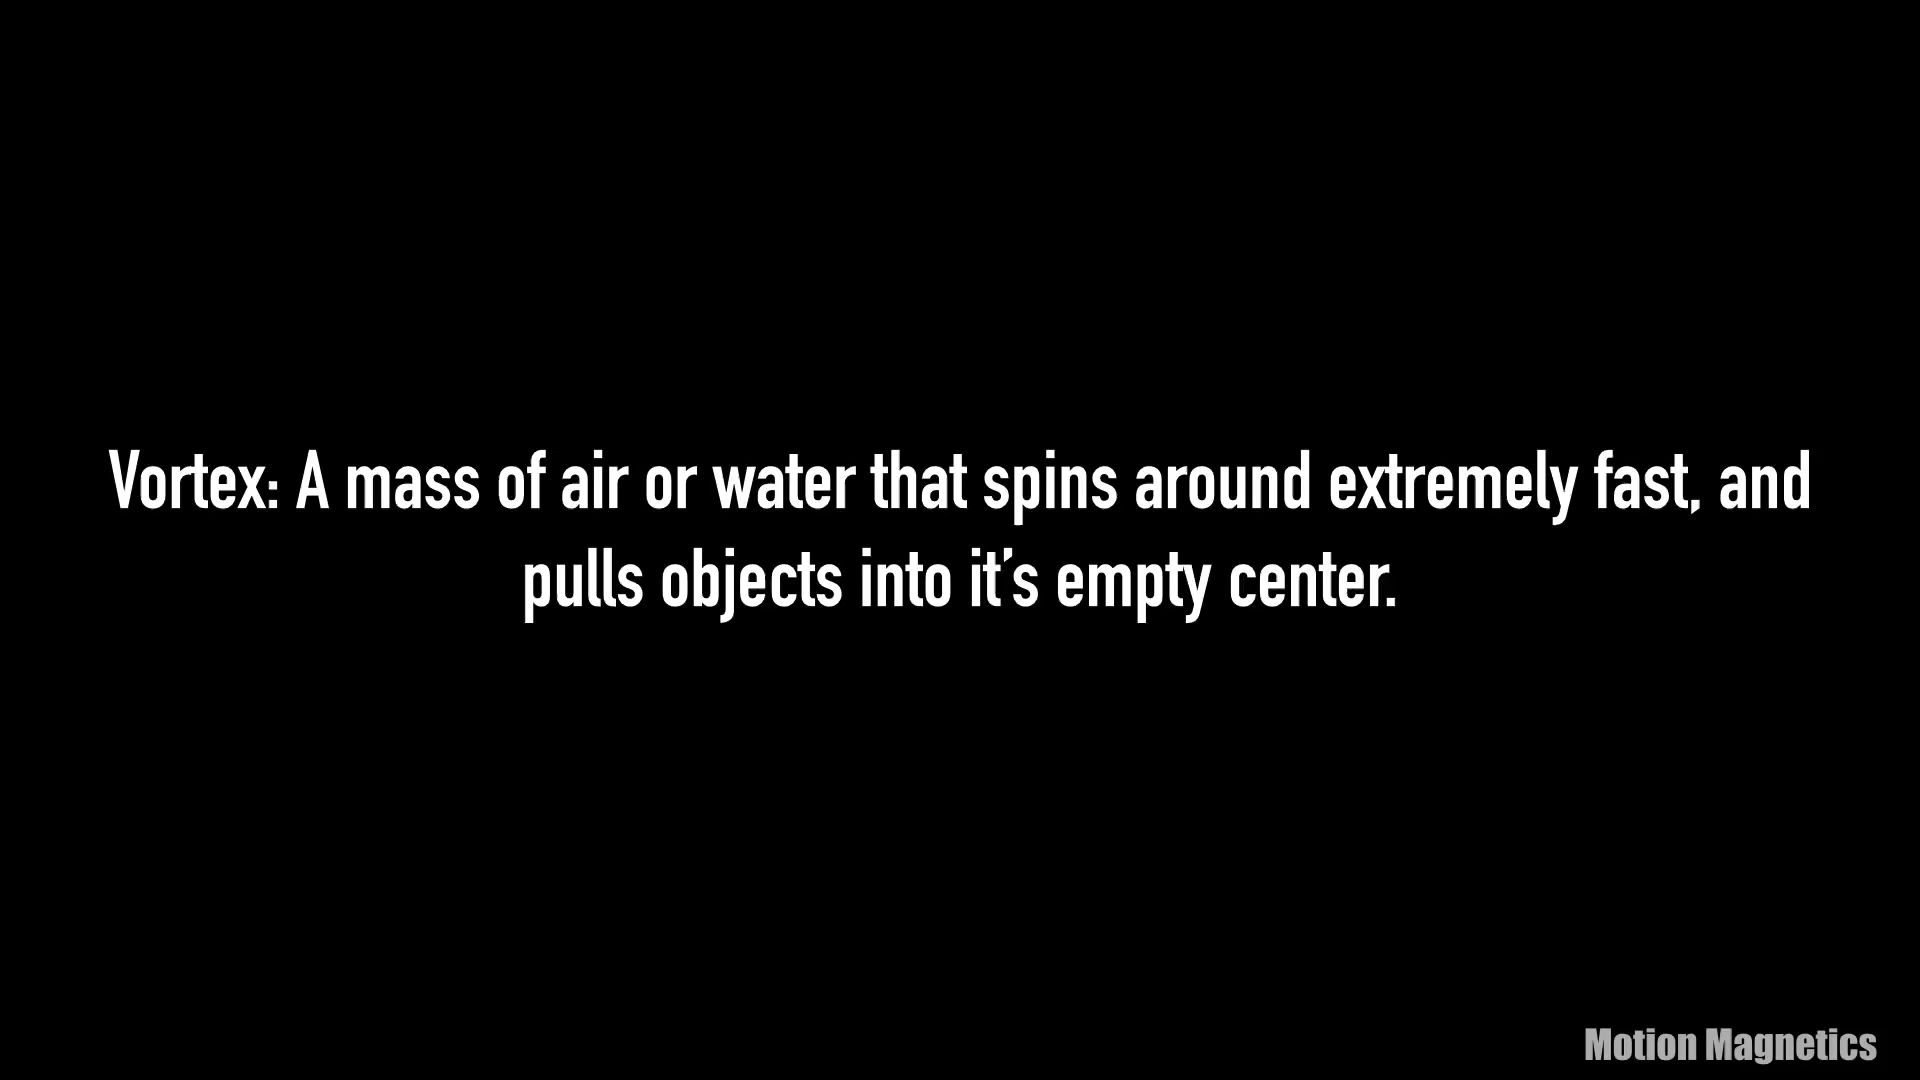 Vortex: A mass of air or water that spins around extremely fast, and
pulls objects into it’s empty center.
Motion Magnetics